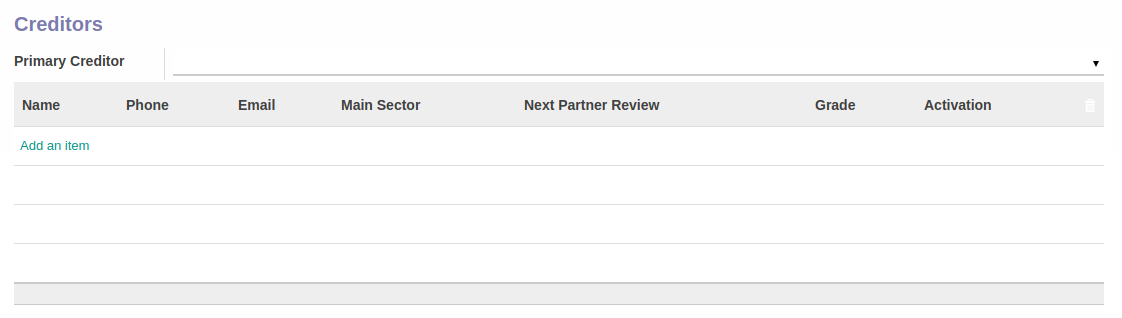 Creditors
Primary Creditor
Name Phone Email Main Sector Next Partner Review Grade Activation
Add an item